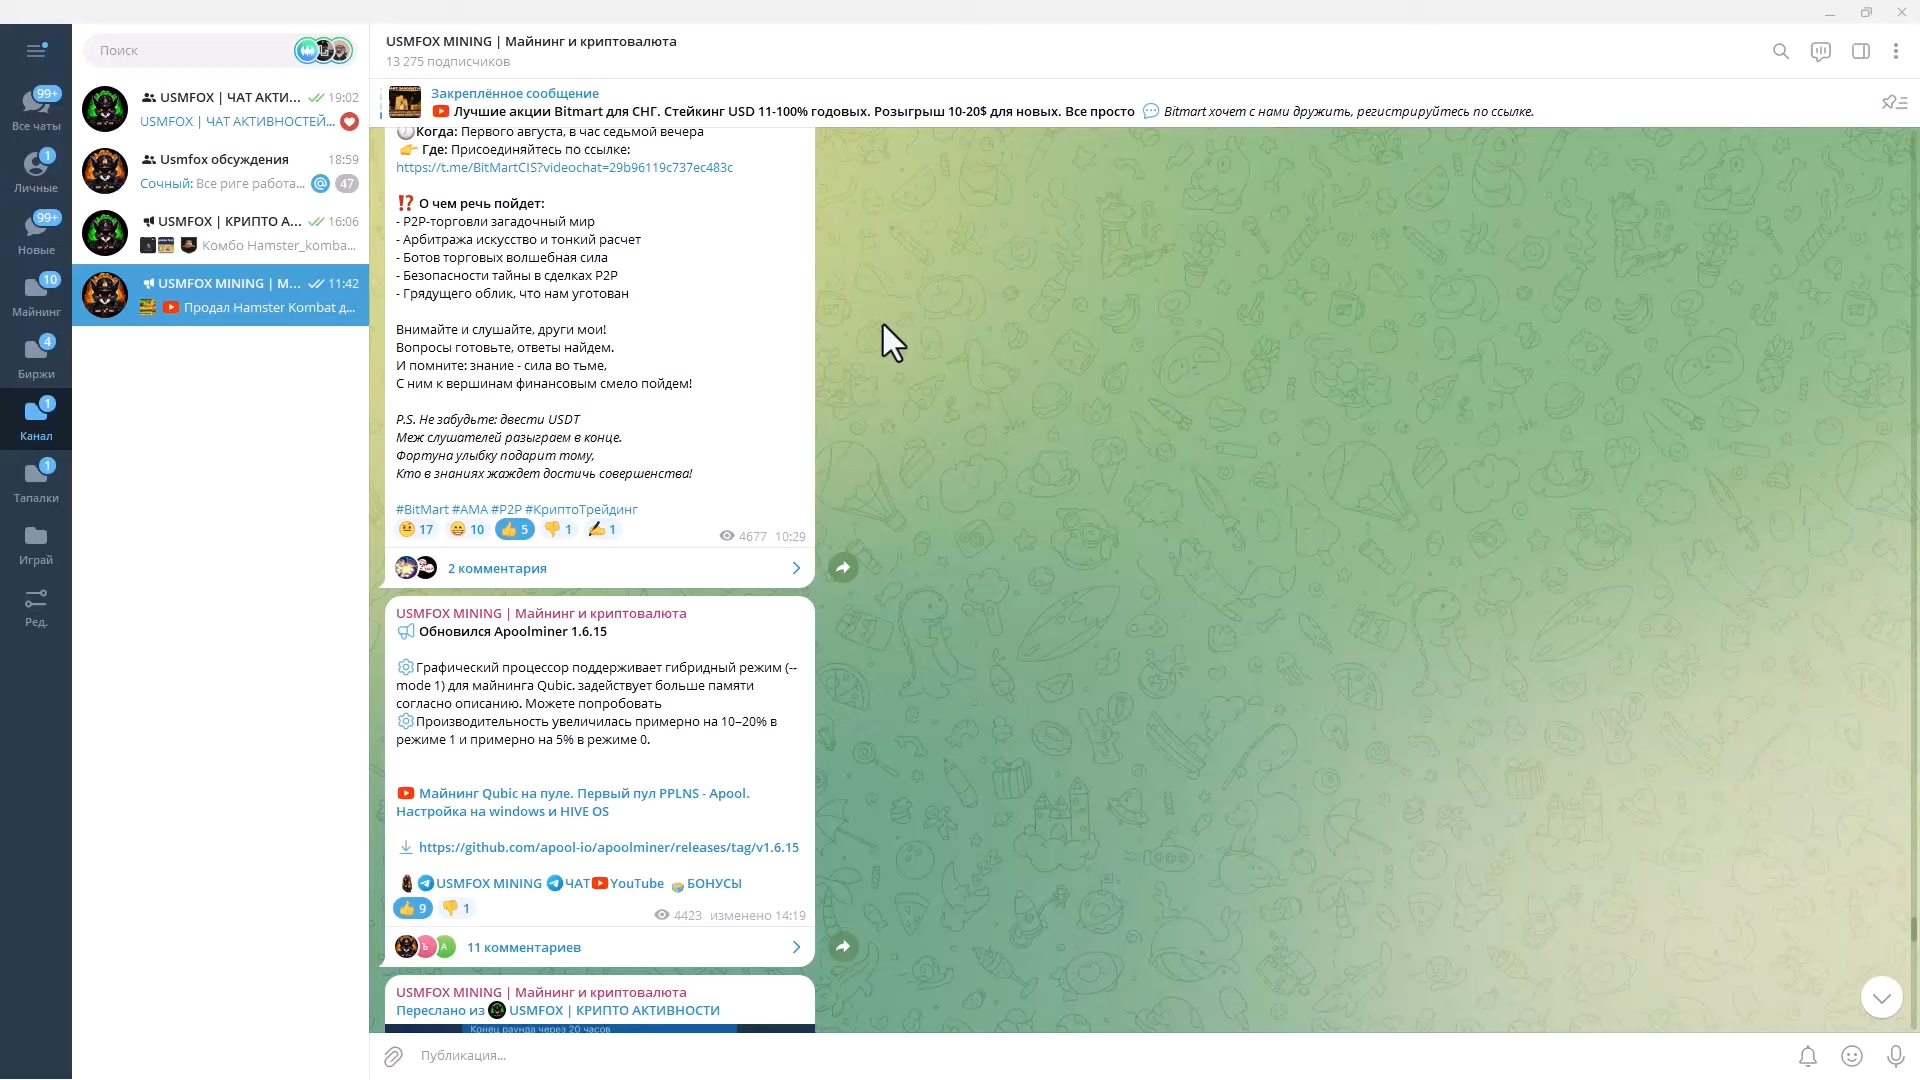 Поиск
99+
Все чаты
1
Личные
99+
Новые
10
Майнинг
4
Биржи
1
Канал
1
Тапалки
Играй
Ред.
USMFOX | ЧАТ АКТИ... 19:02
USMFOX | ЧАТ АКТИВНОСТЕЙ...
Usmfox обсуждения 18:59
Сочный: Все риге работа... @ 47
USMFOX | КРИПТО А... 16:06
Комбо Hamster_komba...
USMFOX MINING | М... 11:42
Продал Hamster Kombat д...
USMFOX MINING | Майнинг и криптовалюта
13 275 подписчиков
Закреплённое сообщение
Лучшие акции Bitmart для СНГ. Стейкинг USD 11-100% годовых. Розыгрыш 10-20$ для новых. Все просто 💬 Bitmart хочет с нами дружить, регистрируйтесь по ссылке.
Когда: Первого августа, в час седьмой вечера
👉 Где: Присоединяйтесь по ссылке:
https://t.me/BitMartCIS?videochat=29b96119c737ec483c
⁉️ О чем речь пойдет:
- P2P-торговли загадочный мир
- Арбитража искусство и тонкий расчет
- Ботов торговых волшебная сила
- Безопасности тайны в сделках P2P
- Грядущего облик, что нам уготован
Внимайте и слушайте, други мои!
Вопросы готовьте, ответы найдем.
И помните: знание - сила во тьме,
С ним к вершинам финансовым смело пойдем!
P.S. Не забудьте: двести USDT
Меж слушателей разыграем в конце.
Фортуна улыбку подарит тому,
Кто в знаниях жаждет достичь совершенства!
#BitMart #AMA #P2P #КриптоТрейдинг
17 10 5 1 1
4677 10:29
2 комментария
USMFOX MINING | Майнинг и криптовалюта
Обновился Apoolminer 1.6.15
Графический процессор поддерживает гибридный режим (--
mode 1) для майнинга Qubic. задействует больше памяти
согласно описанию. Можете попробовать
Производительность увеличилась примерно на 10–20% в
режиме 1 и примерно на 5% в режиме 0.
Майнинг Qubic на пуле. Первый пул PPLNS - Apool.
Настройка на windows и HIVE OS
https://github.com/apool-io/apoolminer/releases/tag/v1.6.15
USMFOX MINING ЧАТ YouTube БОНУСЫ
9 1
4423 изменено 14:19
Ъ А 11 комментариев
USMFOX MINING | Майнинг и криптовалюта
Переслано из USMFOX | КРИПТО АКТИВНОСТИ
Конец раунда через 20 часов
Публикация...